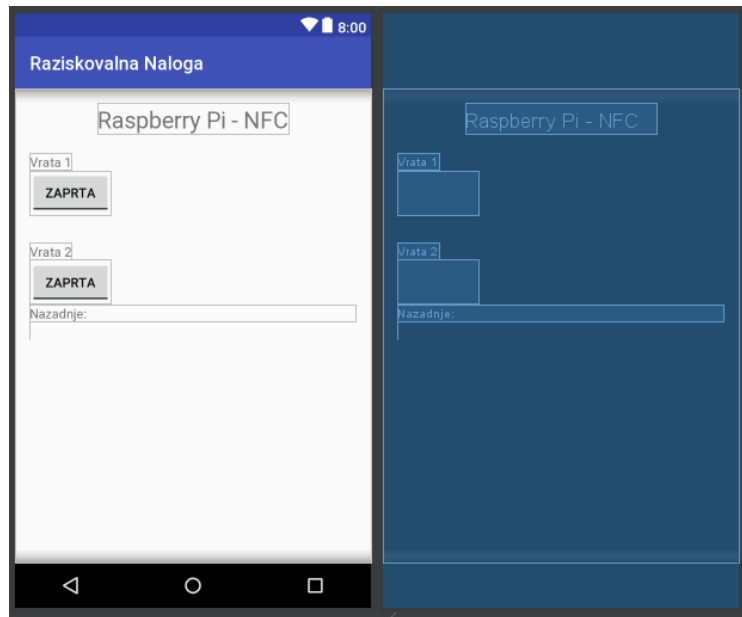 8:00
Raziskovalna Naloga
Raspberry Pi - NFC
Vrata 1
ZAPRTA
Vrata 2
ZAPRTA
Nazadnje:
Raspberry Pi - NFC
Vrata 1
Vrata 2
Nazadnje: